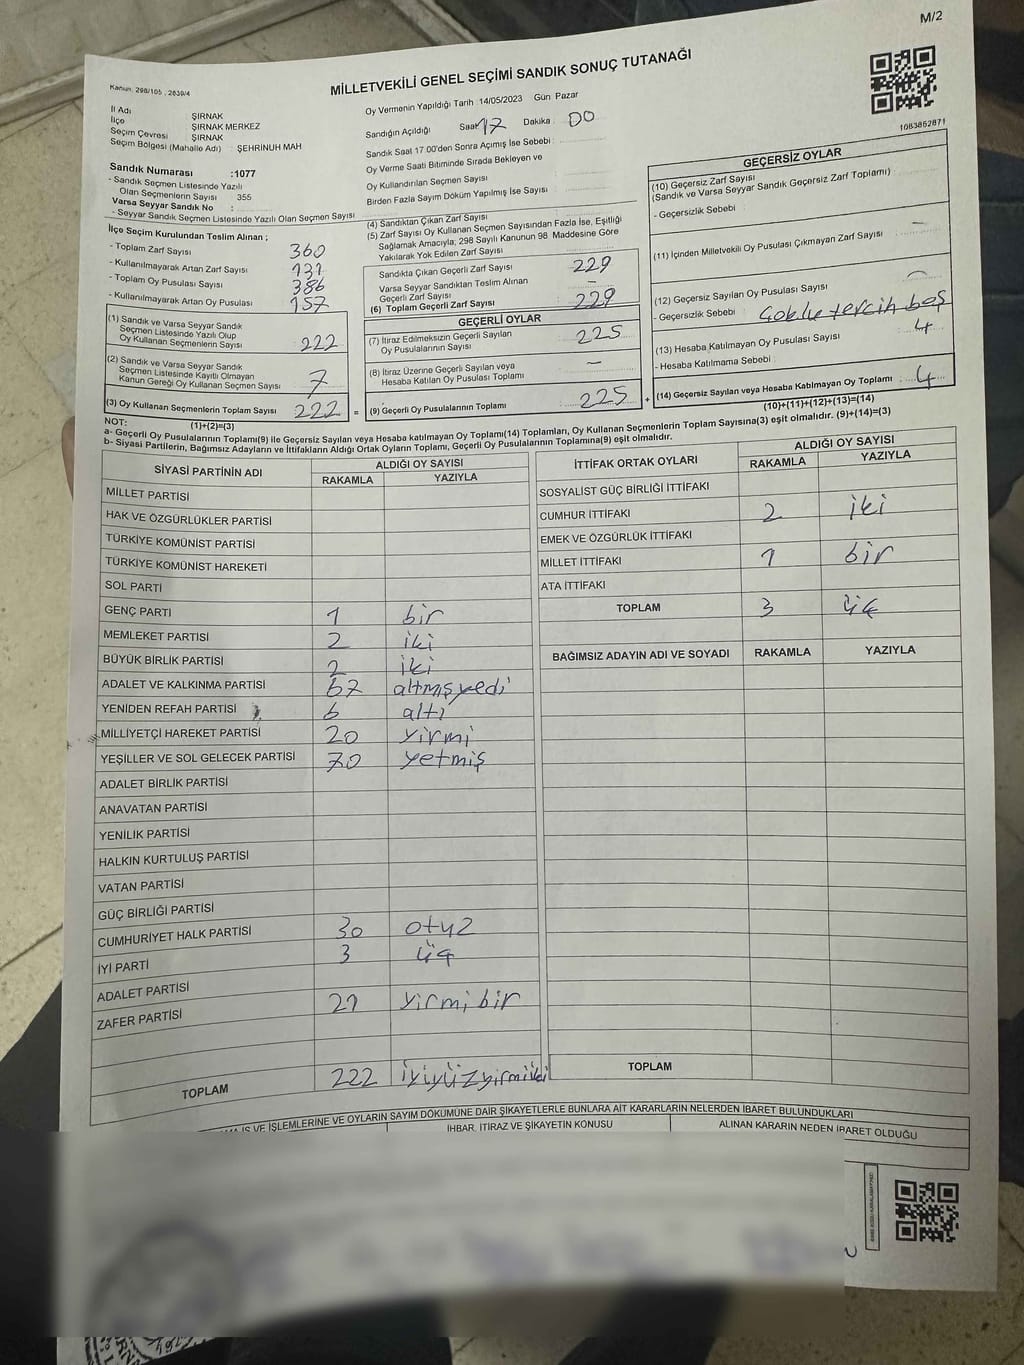 M/2
Kanun. 298/105 , 2839/4
MİLLETVEKİLİ GENEL SEÇİMİ SANDIK SONUÇ TUTANAĞI
1083862871
İl Adı ŞIRNAK
İlçe ŞIRNAK MERKEZ
Seçim Çevresi ŞIRNAK
Seçim Bölgesi (Mahalle Adı) : ŞEHRİNUH MAH
Sandık Numarası :1077
- Sandık Seçmen Listesinde Yazılı
Olan Seçmenlerin Sayısı : 355
Varsa Seyyar Sandık No :
- Seyyar Sandık Seçmen Listesinde Yazılı Olan Seçmen Sayısı
Oy Vermenin Yapıldığı Tarih :14/05/2023 Gün :Pazar
Sandığın Açıldığı Saat 17 Dakika : 00
Sandık Saat 17.00'den Sonra Açımış İse Sebebi :
Oy Verme Saati Bitiminde Sırada Bekleyen ve
Oy Kullandırılan Seçmen Sayısı
Birden Fazla Sayım Döküm Yapılmış İse Sayısı
İlçe Seçim Kurulundan Teslim Alınan ;
- Toplam Zarf Sayısı 360
- Kullanılmayarak Artan Zarf Sayısı 131
- Toplam Oy Pusulası Sayısı 386
- Kullanılmayarak Artan Oy Pusulası 157
(1) Sandık ve Varsa Seyyar Sandık
Seçmen Listesinde Yazılı Olup
Oy Kullanan Seçmenlerin Sayısı 222
(2) Sandık ve Varsa Seyyar Sandık
Seçmen Listesinde Kayıtlı Olmayan
Kanun Gereği Oy Kullanan Seçmen Sayısı 7
(3) Oy Kullanan Seçmenlerin Toplam Sayısı 222 =
(1)+(2)=(3)
(4) Sandıktan Çıkan Zarf Sayısı
(5) Zarf Sayısı Oy Kullanan Seçmen Sayısından Fazla İse, Eşitliği
Sağlamak Amacıyla, 298 Sayılı Kanunun 98. Maddesine Göre
Yakılarak Yok Edilen Zarf Sayısı
Sandıkta Çıkan Geçerli Zarf Sayısı 229
Varsa Seyyar Sandıktan Teslim Alınan
Geçerli Zarf Sayısı –
(6) Toplam Geçerli Zarf Sayısı 229
GEÇERLİ OYLAR
(7) İtiraz Edilmeksizin Geçerli Sayılan
Oy Pusulalarının Sayısı 225
(8) İtiraz Üzerine Geçerli Sayılan veya
Hesaba Katılan Oy Pusulası Toplamı –
(9) Geçerli Oy Pusulalarının Toplamı 225 +
GEÇERSİZ OYLAR
(10) Geçersiz Zarf Sayısı
(Sandık ve Varsa Seyyar Sandık Geçersiz Zarf Toplamı) :
- Geçersizlik Sebebi : –
(11) İçinden Milletvekili Oy Pusulası Çıkmayan Zarf Sayısı –
(12) Geçersiz Sayılan Oy Pusulası Sayısı
- Geçersizlik Sebebi : tercih boş
4
(13) Hesaba Katılmayan Oy Pusulası Sayısı
- Hesaba Katılmama Sebebi :
(14) Geçersiz Sayılan veya Hesaba Katılmayan Oy Toplamı : 4
(10)+(11)+(12)+(13)=(14)
NOT:
a- Geçerli Oy Pusulalarının Toplamı(9) ile Geçersiz Sayılan veya Hesaba katılmayan Oy Toplamı(14) Toplamları, Oy Kullanan Seçmenlerin Toplam Sayısına(3) eşit olmalıdır. (9)+(14)=(3)
b- Siyasi Partilerin, Bağımsız Adayların ve İttifakların Aldığı Ortak Oyların Toplamı, Geçerli Oy Pusulalarının Toplamına(9) eşit olmalıdır.
SİYASİ PARTİNİN ADI ALDIĞI OY SAYISI
RAKAMLA YAZIYLA
MİLLET PARTİSİ
HAK VE ÖZGÜRLÜKLER PARTİSİ
TÜRKİYE KOMÜNİST PARTİSİ
TÜRKİYE KOMÜNİST HAREKETİ
SOL PARTİ
GENÇ PARTİ 1 bir
MEMLEKET PARTİSİ 2 iki
BÜYÜK BİRLİK PARTİSİ 2 iki
ADALET VE KALKINMA PARTİSİ 67 altmışyedi
YENİDEN REFAH PARTİSİ 6 altı
MİLLİYETÇİ HAREKET PARTİSİ 20 yirmi
YEŞİLLER VE SOL GELECEK PARTİSİ 70 yetmiş
ADALET BİRLİK PARTİSİ
ANAVATAN PARTİSİ
YENİLİK PARTİSİ
HALKIN KURTULUŞ PARTİSİ
VATAN PARTİSİ
GÜÇ BİRLİĞİ PARTİSİ
CUMHURİYET HALK PARTİSİ 30 otuz
İYİ PARTİ 3 üç
ADALET PARTİSİ
ZAFER PARTİSİ 21 yirmi bir
TOPLAM 222
İTTİFAK ORTAK OYLARI ALDIĞI OY SAYISI
RAKAMLA YAZIYLA
SOSYALİST GÜÇ BİRLİĞİ İTTİFAKI
CUMHUR İTTİFAKI 2 iki
EMEK VE ÖZGÜRLÜK İTTİFAKI
MİLLET İTTİFAKI 1 bir
ATA İTTİFAKI
TOPLAM 3 üç
BAĞIMSIZ ADAYIN ADI VE SOYADI RAKAMLA YAZIYLA
TOPLAM
İŞ VE İŞLEMLERİNE VE OYLARIN SAYIM DÖKÜMÜNE DAİR ŞİKAYETLERLE BUNLARA AİT KARARLARIN NELERDEN İBARET BULUNDUKLARI
İHBAR, İTİRAZ VE ŞİKAYETİN KONUSU
ALINAN KARARIN NEDEN İBARET OLDUĞU